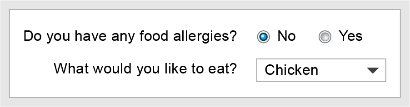 Do you have any food allergies? No Yes
What would you like to eat? Chicken